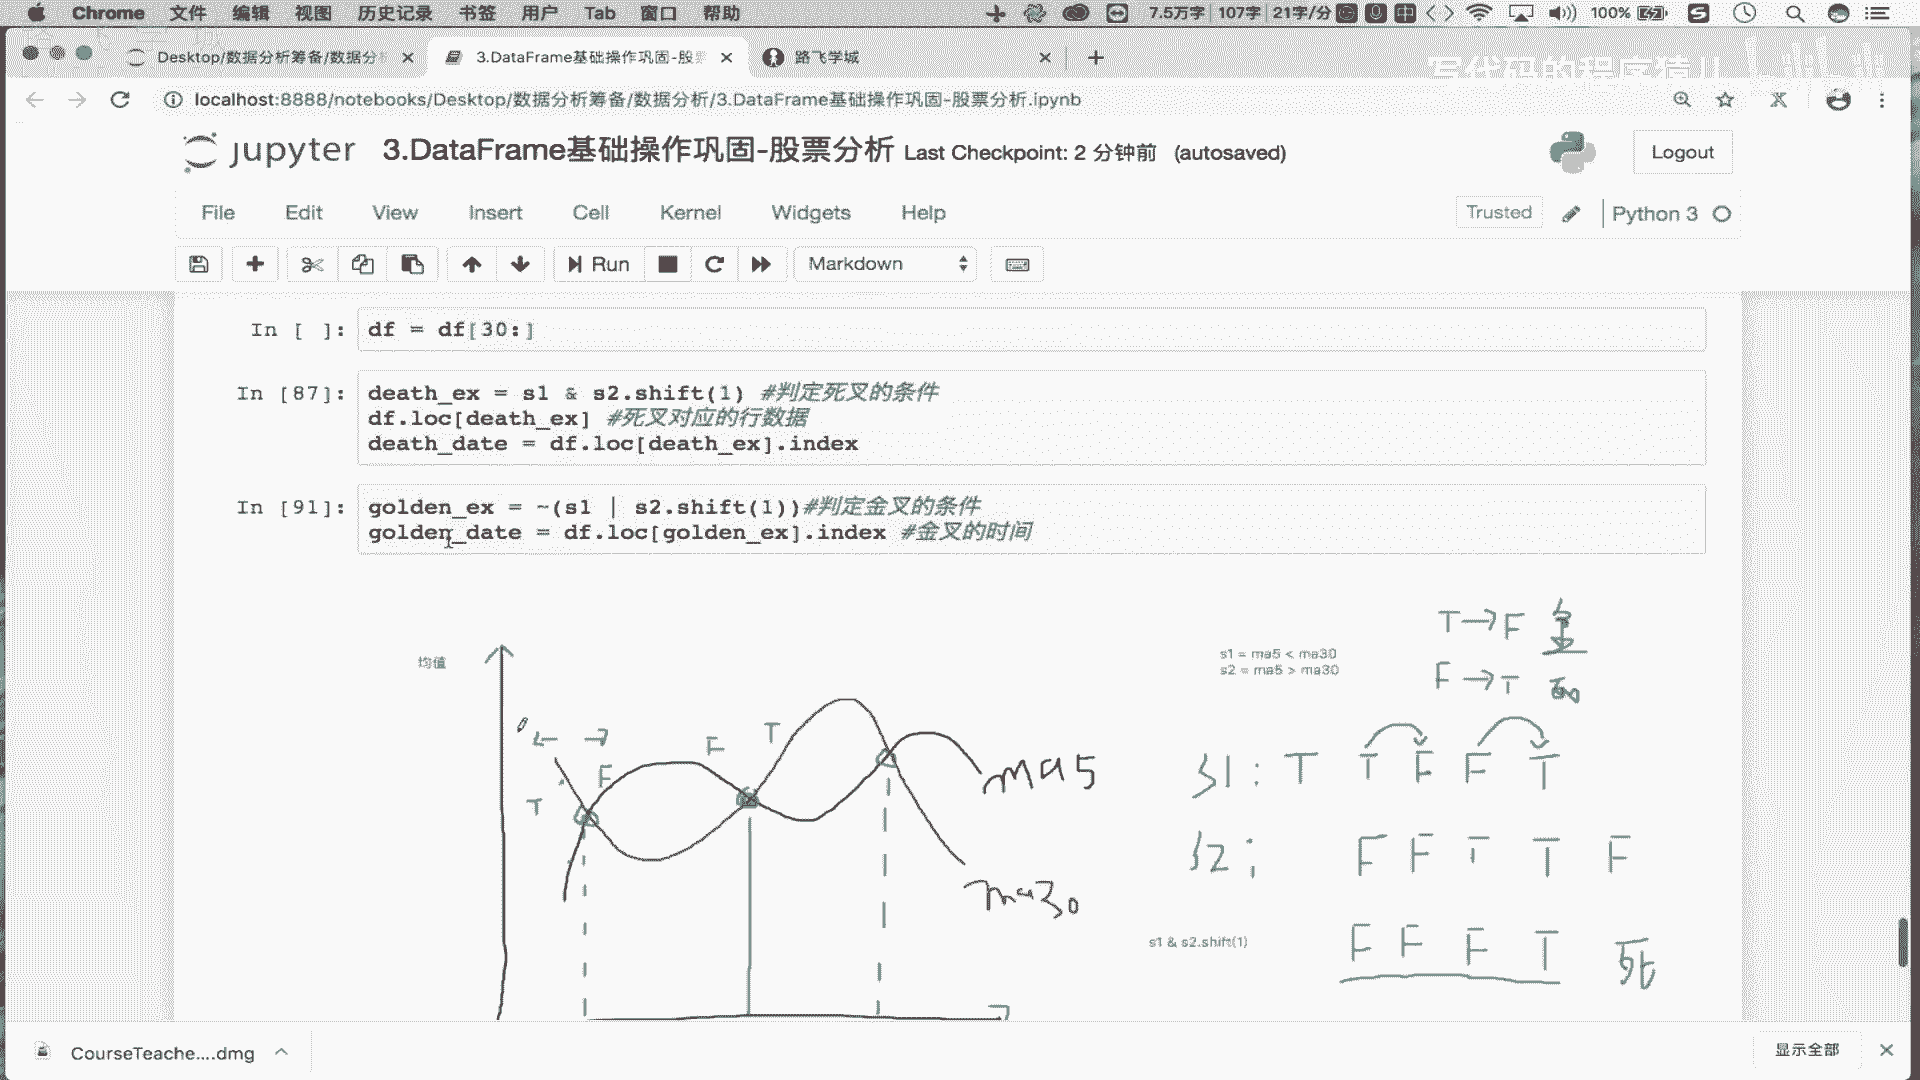 Chrome 文件 编辑 视图 历史记录 书签 用户 Tab 窗口 帮助 7.5万字 107字 21字/分 中 100%
Desktop/数据分析筹备/数据分 3.DataFrame基础操作巩固-股 路飞学城
写代码的程序猿儿
localhost:8888/notebooks/Desktop/数据分析筹备/数据分析/3.DataFrame基础操作巩固-股票分析.ipynb
jupyter 3.DataFrame基础操作巩固-股票分析 Last Checkpoint: 2 分钟前 (autosaved) Logout
File Edit View Insert Cell Kernel Widgets Help Trusted Python 3
Run Markdown
In [ ]: df = df[30:]
In [87]: death_ex = s1 & s2.shift(1) #判定死叉的条件
df.loc[death_ex] #死叉对应的行数据
death_date = df.loc[death_ex].index
In [91]: golden_ex = ~(s1 | s2.shift(1))#判定金叉的条件
golden_date = df.loc[golden_ex].index #金叉的时间
T→F 金
均值
s1 = ma5 < ma30
s2 = ma5 > ma30
F→T 死
T F F T
ma5
ma30
S1: T T F F T
S2: F F T T F
s1 & s2.shift(1) F F F T 死
CourseTeache....dmg 显示全部